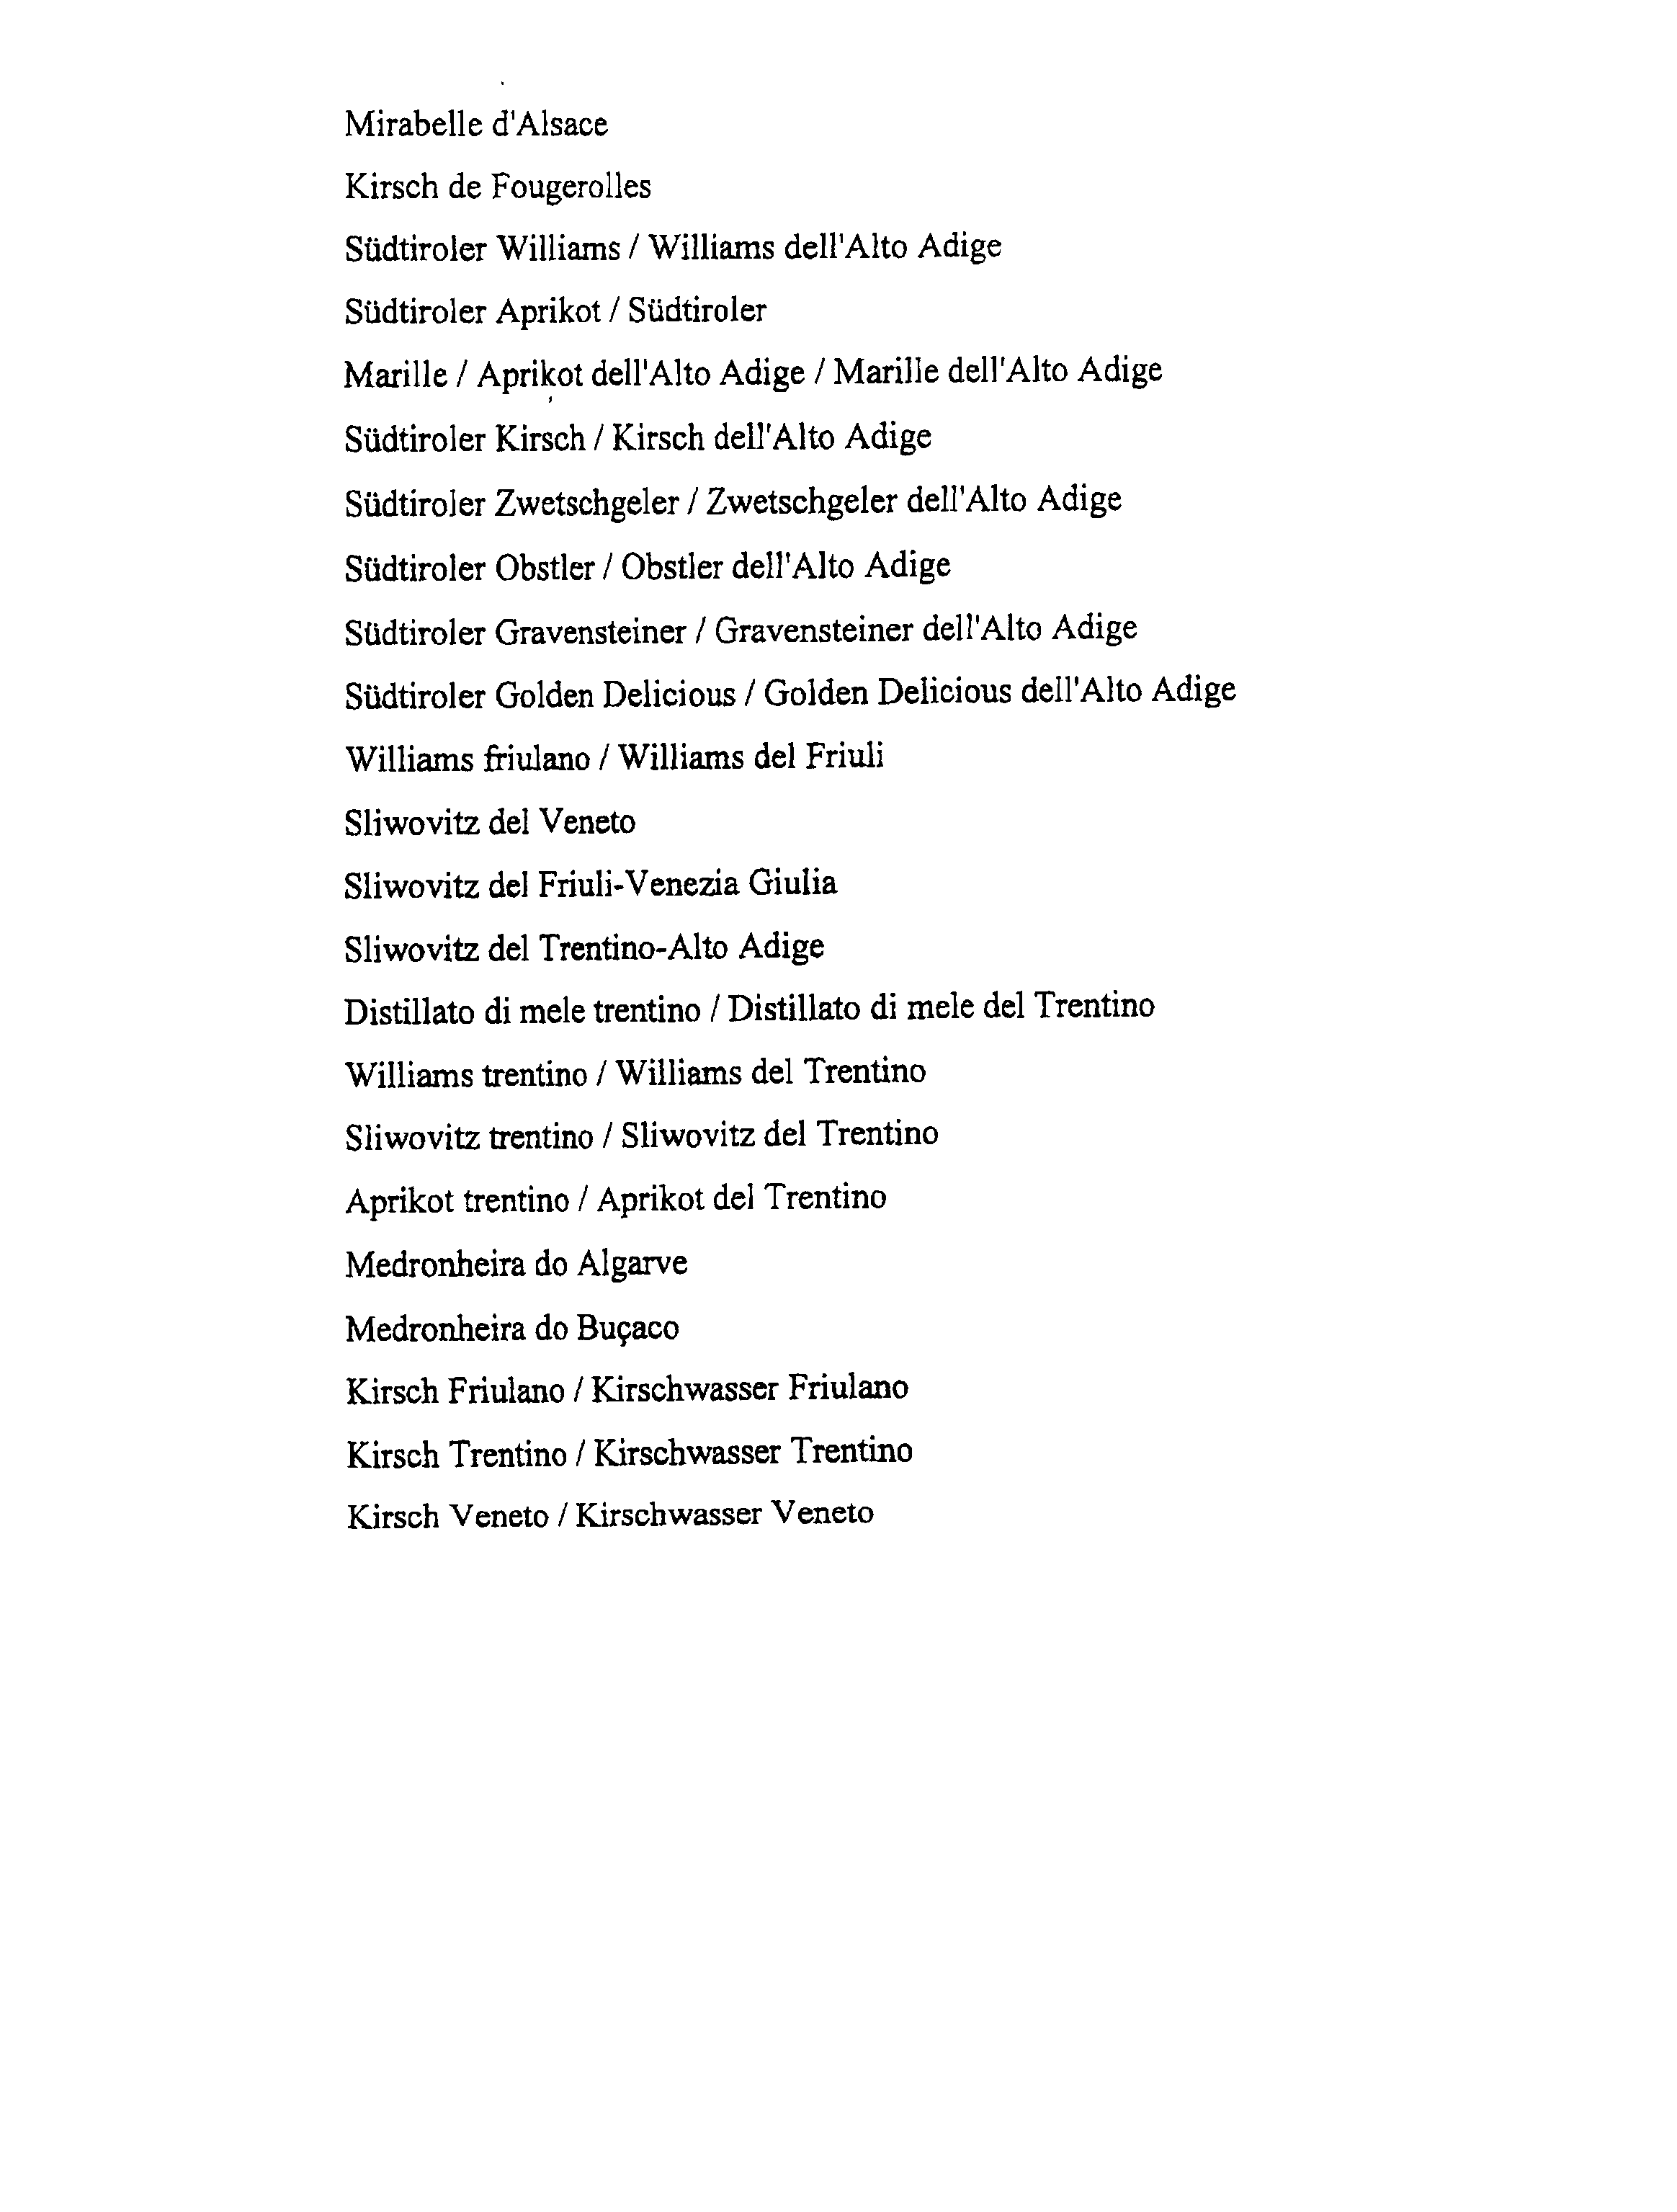 Mirabelle d'Alsace
Kirsch de Fougerolles
Südtiroler Williams / Williams dell'Alto Adige
Südtiroler Aprikot / Südtiroler
Marille / Aprikot dell'Alto Adige / Marille dell'Alto Adige
Südtiroler Kirsch / Kirsch dell'Alto Adige
Südtiroler Zwetschgeler / Zwetschgeler dell'Alto Adige
Südtiroler Obstler / Obstler dell'Alto Adige
Südtiroler Gravensteiner / Gravensteiner dell'Alto Adige
Südtiroler Golden Delicious / Golden Delicious dell'Alto Adige
Williams friulano / Williams del Friuli
Sliwovitz del Veneto
Sliwovitz del Friuli-Venezia Giulia
Sliwovitz del Trentino-Alto Adige
Distillato di mele trentino / Distillato di mele del Trentino
Williams trentino / Williams del Trentino
Sliwovitz trentino / Sliwovitz del Trentino
Aprikot trentino / Aprikot del Trentino
Medronheira do Algarve
Medronheira do Buçaco
Kirsch Friulano / Kirschwasser Friulano
Kirsch Trentino / Kirschwasser Trentino
Kirsch Veneto / Kirschwasser Veneto